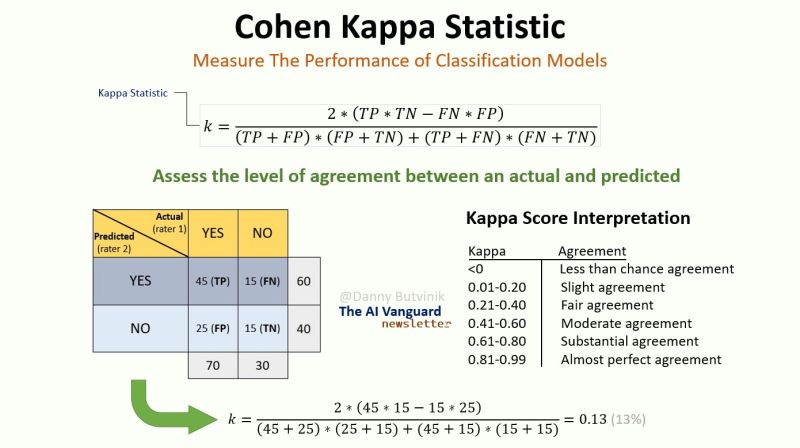 Cohen Kappa Statistic
Measure The Performance of Classification Models
Kappa Statistic
k = 2 * (TP * TN − FN * FP) / (TP + FP) * (FP + TN) + (TP + FN) * (FN + TN)
Assess the level of agreement between an actual and predicted
Actual
(rater 1)
Predicted
(rater 2)
YES NO
YES 45 (TP) 15 (FN) 60
NO 25 (FP) 15 (TN) 40
70 30
@Danny Butvinik
The AI Vanguard
newsletter
Kappa Score Interpretation
Kappa Agreement
<0 Less than chance agreement
0.01-0.20 Slight agreement
0.21-0.40 Fair agreement
0.41-0.60 Moderate agreement
0.61-0.80 Substantial agreement
0.81-0.99 Almost perfect agreement
k = 2 * (45 * 15 − 15 * 25) / (45 + 25) * (25 + 15) + (45 + 15) * (15 + 15) = 0.13 (13%)